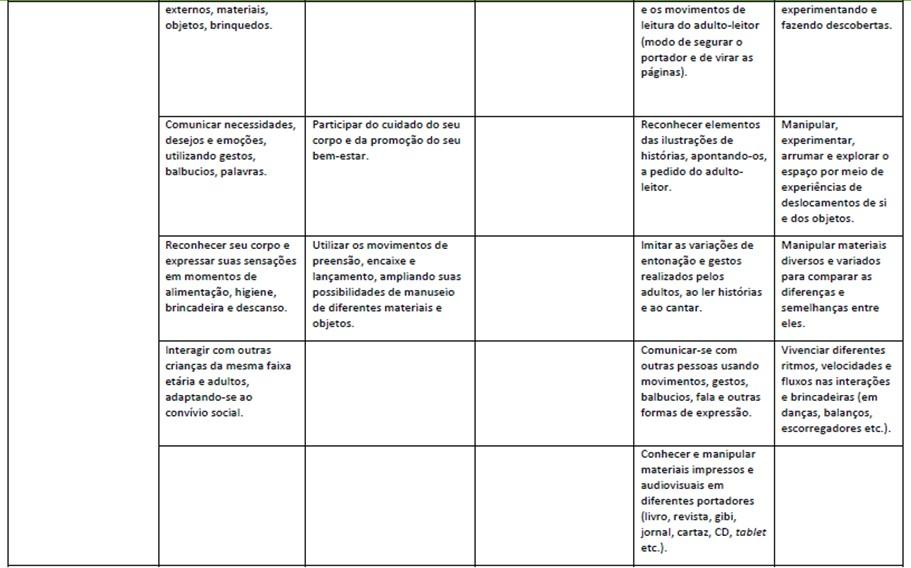 externos, materiais,
objetos, brinquedos.
e os movimentos de
leitura do adulto-leitor
(modo de segurar o
portador e de virar as
páginas).
experimentando e
fazendo descobertas.
Comunicar necessidades,
desejos e emoções,
utilizando gestos,
balbucios, palavras.
Participar do cuidado do seu
corpo e da promoção do seu
bem-estar.
Reconhecer elementos
das ilustrações de
histórias, apontando-os,
a pedido do adulto-
leitor.
Manipular,
experimentar,
arrumar e explorar o
espaço por meio de
experiências de
deslocamentos de si
e dos objetos.
Reconhecer seu corpo e
expressar suas sensações
em momentos de
alimentação, higiene,
brincadeira e descanso.
Utilizar os movimentos de
preensão, encaixe e
lançamento, ampliando suas
possibilidades de manuseio
de diferentes materiais e
objetos.
Imitar as variações de
entonação e gestos
realizados pelos
adultos, ao ler histórias
e ao cantar.
Manipular materiais
diversos e variados
para comparar as
diferenças e
semelhanças entre
eles.
Interagir com outras
crianças da mesma faixa
etária e adultos,
adaptando-se ao
convívio social.
Comunicar-se com
outras pessoas usando
movimentos, gestos,
balbucios, fala e outras
formas de expressão.
Vivenciar diferentes
ritmos, velocidades e
fluxos nas interações
e brincadeiras (em
danças, balanços,
escorregadores etc.).
Conhecer e manipular
materiais impressos e
audiovisuais em
diferentes portadores
(livro, revista, gibi,
jornal, cartaz, CD, tablet
etc.).